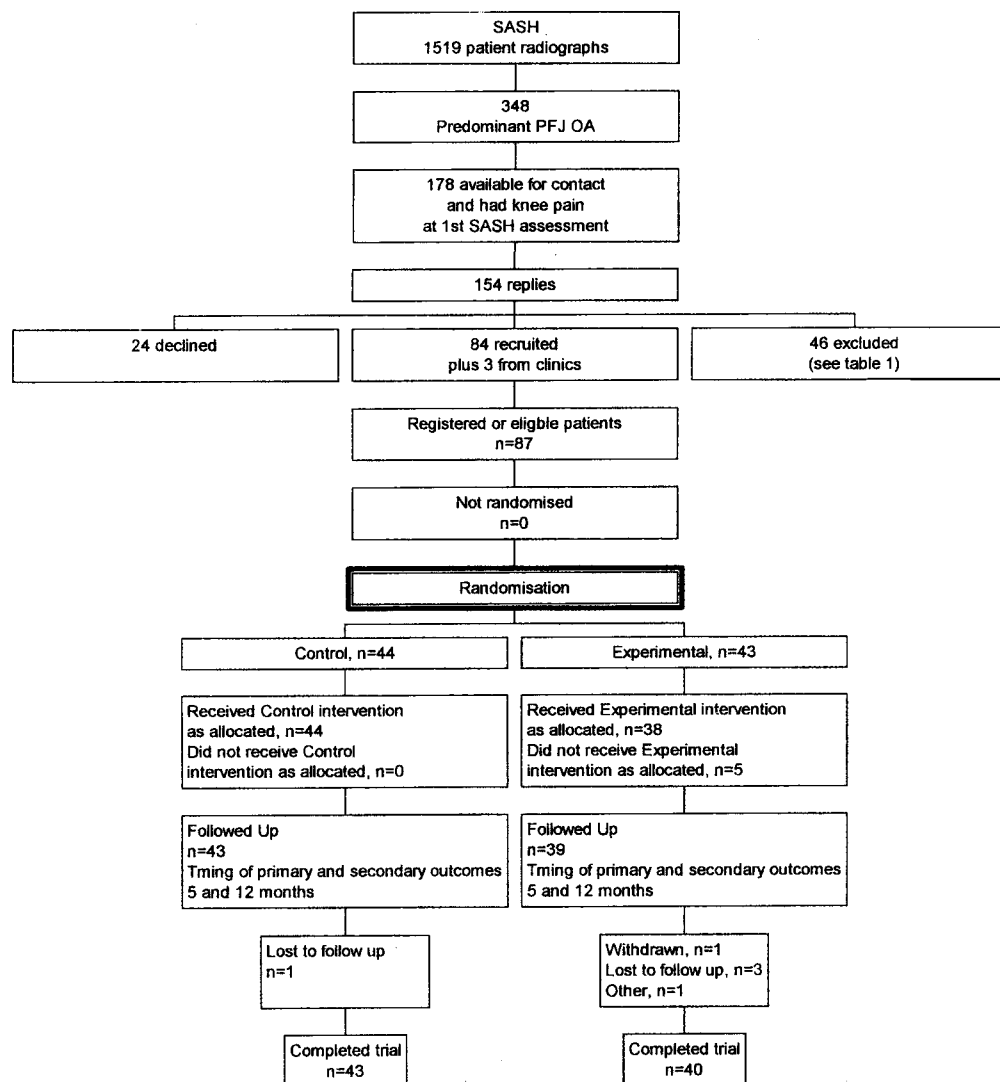 SASH
1519 patient radiographs
348
Predominant PFJ OA
178 available for contact
and had knee pain
at 1st SASH assessment
154 replies
24 declined
84 recruited
plus 3 from clinics
46 excluded
(see table 1)
Registered or eligble patients
n=87
Not randomised
n=0
Randomisation
Control, n=44
Experimental, n=43
Received Control intervention
as allocated, n=44
Did not receive Control
intervention as allocated, n=0
Received Experimental intervention
as allocated, n=38
Did not receive Experimental
intervention as allocated, n=5
Followed Up
n=43
Tming of primary and secondary outcomes
5 and 12 months
Followed Up
n=39
Tming of primary and secondary outcomes
5 and 12 months
Lost to follow up
n=1
Withdrawn, n=1
Lost to follow up, n=3
Other, n=1
Completed trial
n=43
Completed trial
n=40